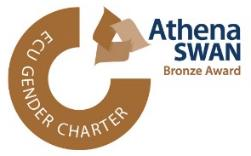 ECU GENDER CHARTER
Athena
SWAN
Bronze Award